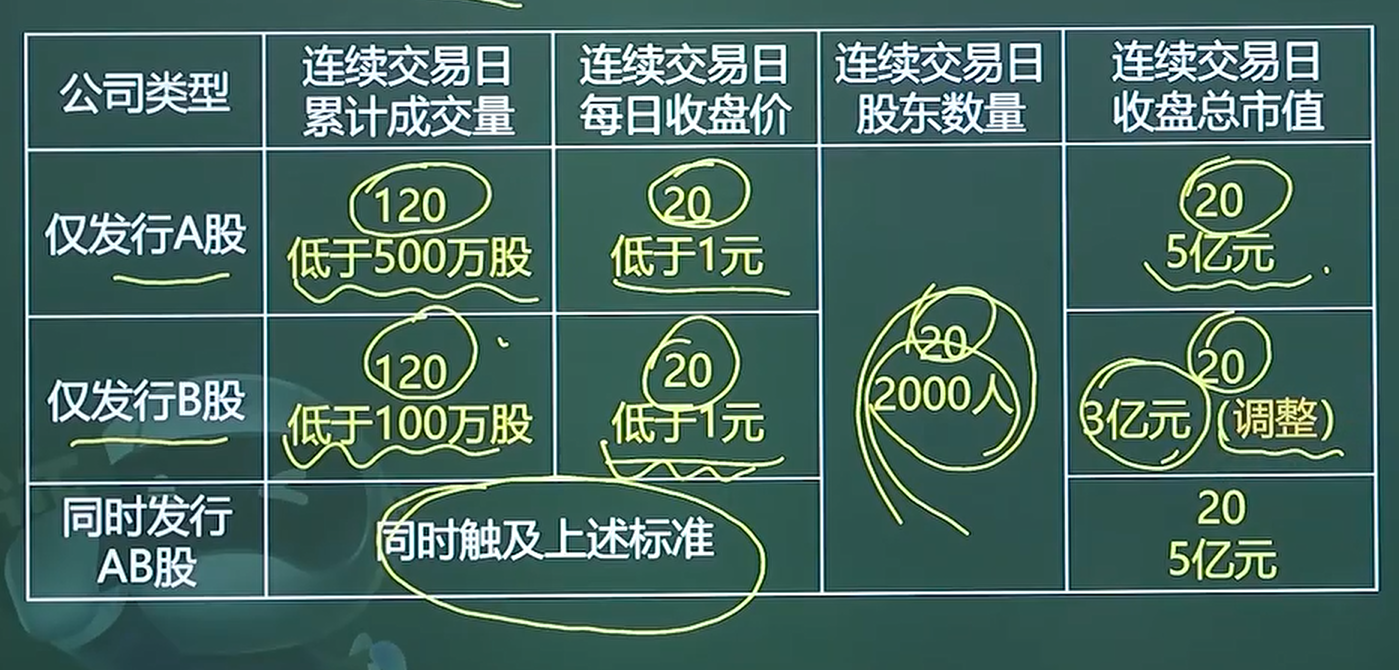 公司类型
连续交易日
累计成交量
连续交易日
每日收盘价
连续交易日
股东数量
连续交易日
收盘总市值
仅发行A股
120
低于500万股
20
低于1元
20
2000人
20
5亿元
仅发行B股
120
低于100万股
20
低于1元
20
3亿元（调整）
同时发行
AB股
同时触及上述标准
20
5亿元